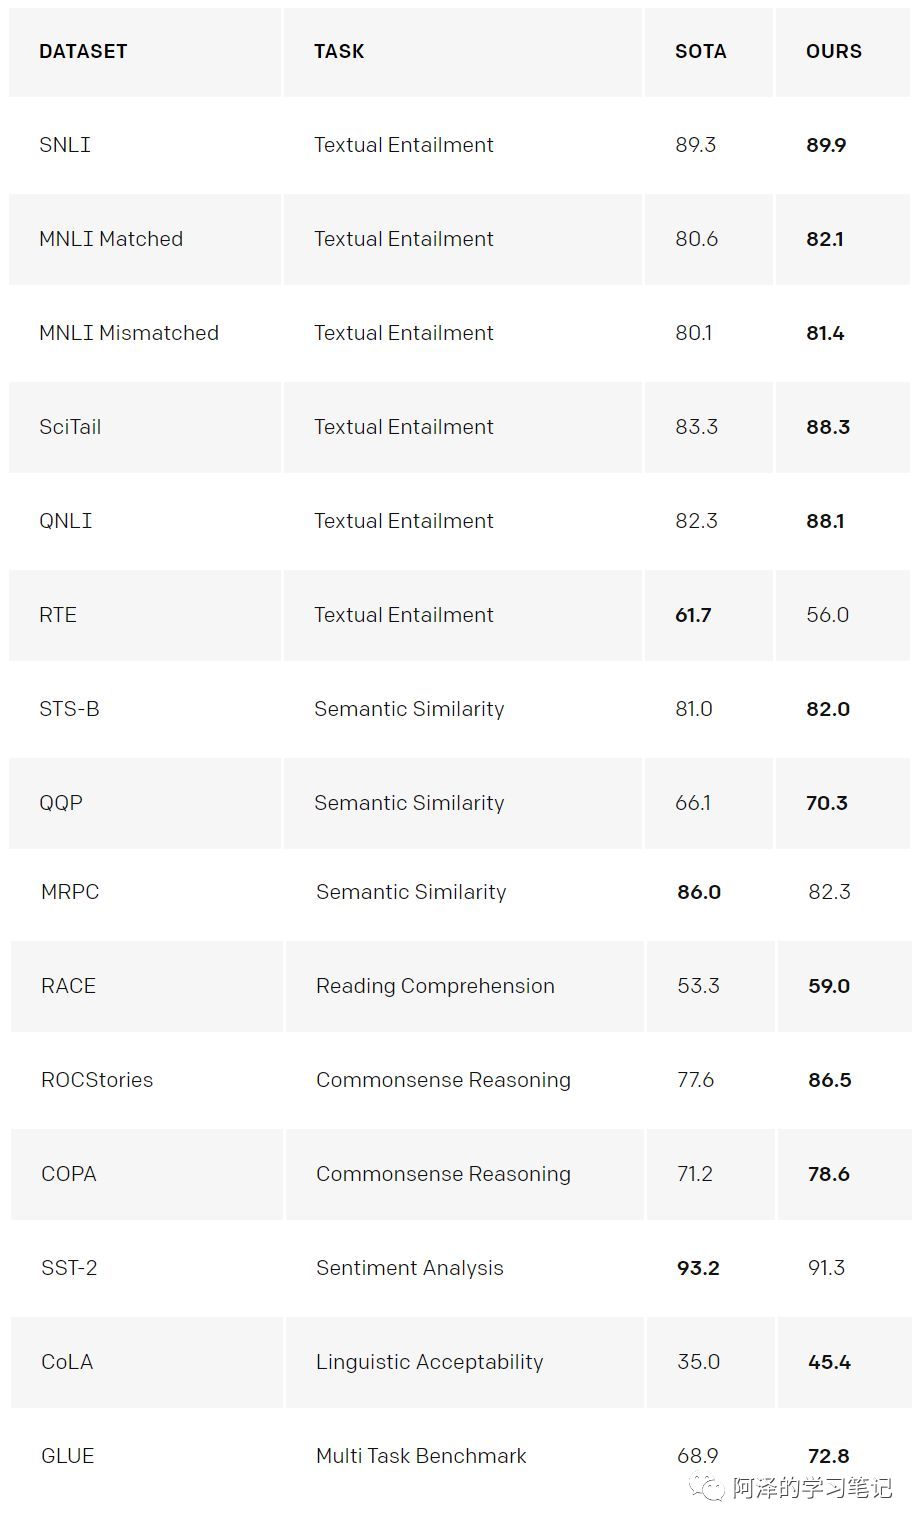 DATASET TASK SOTA OURS
SNLI Textual Entailment 89.3 89.9
MNLI Matched Textual Entailment 80.6 82.1
MNLI Mismatched Textual Entailment 80.1 81.4
SciTail Textual Entailment 83.3 88.3
QNLI Textual Entailment 82.3 88.1
RTE Textual Entailment 61.7 56.0
STS-B Semantic Similarity 81.0 82.0
QQP Semantic Similarity 66.1 70.3
MRPC Semantic Similarity 86.0 82.3
RACE Reading Comprehension 53.3 59.0
ROCStories Commonsense Reasoning 77.6 86.5
COPA Commonsense Reasoning 71.2 78.6
SST-2 Sentiment Analysis 93.2 91.3
CoLA Linguistic Acceptability 35.0 45.4
GLUE Multi Task Benchmark 68.9 72.8
阿泽的学习笔记